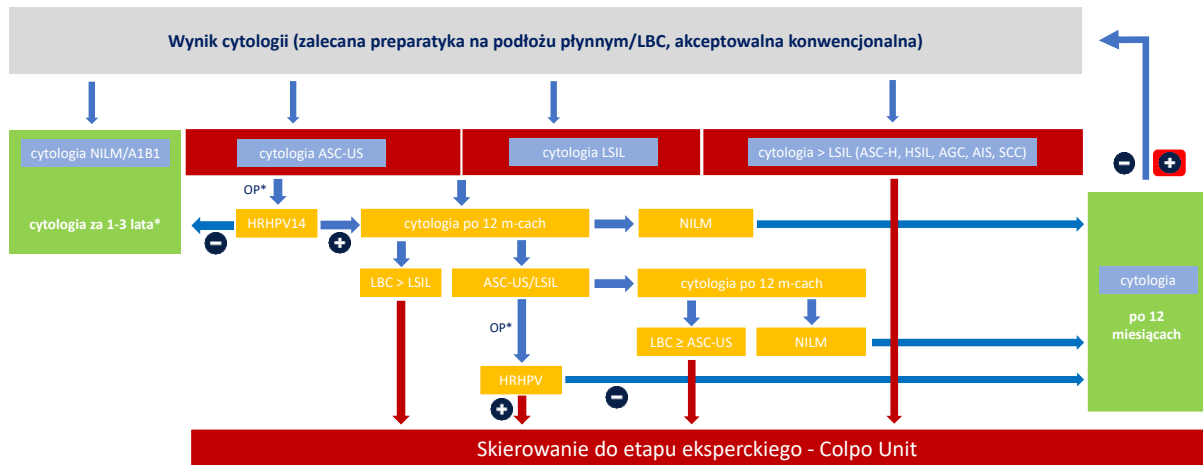 Wynik cytologii (zalecana preparatyka na podłożu płynnym/LBC, akceptowalna konwencjonalna)
cytologia NILM/A1B1
cytologia ASC-US
cytologia LSIL
cytologia > LSIL (ASC-H, HSIL, AGC, AIS, SCC)
OP*
cytologia za 1-3 lata*
HRHPV14
cytologia po 12 m-cach
NILM
LBC > LSIL
ASC-US/LSIL
cytologia po 12 m-cach
cytologia
po 12
miesiącach
OP*
LBC ≥ ASC-US
NILM
HRHPV
Skierowanie do etapu eksperckiego - Colpo Unit